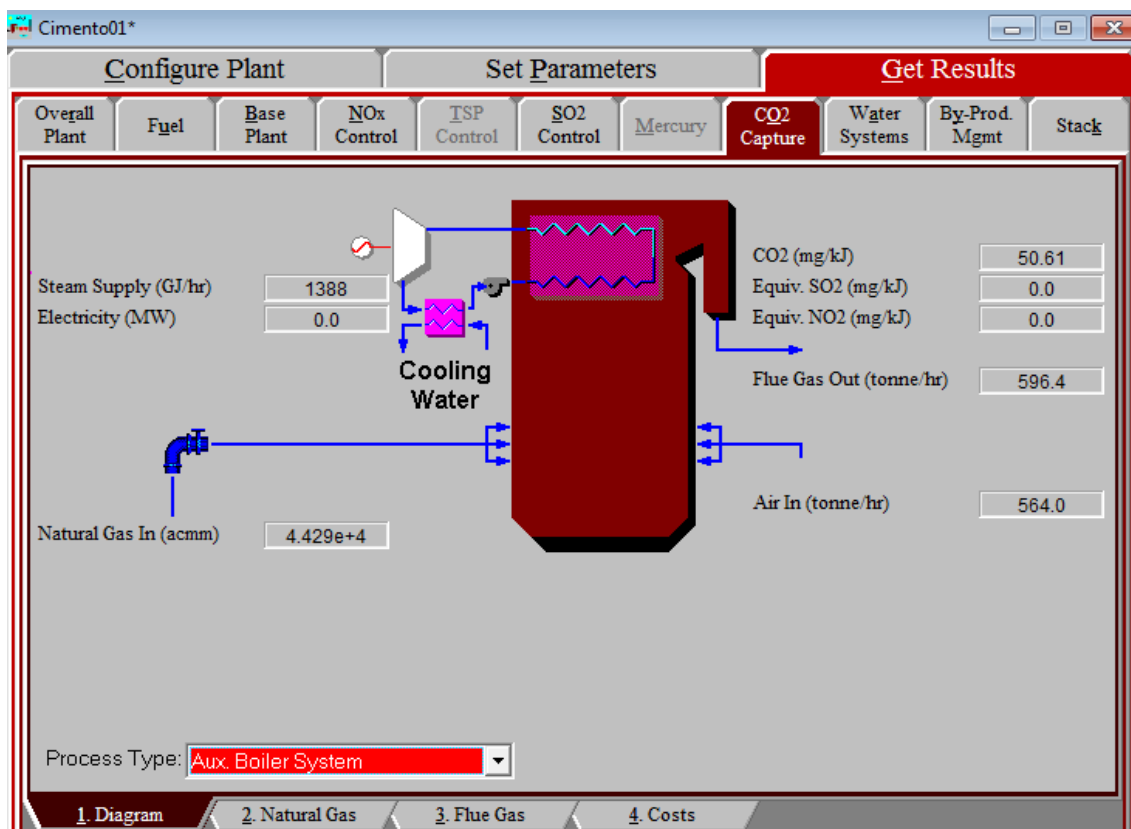 Cimento01*
Configure Plant
Set Parameters
Get Results
Overall Plant
Fuel
Base Plant
NOx Control
TSP Control
SO2 Control
Mercury
CO2 Capture
Water Systems
By-Prod. Mgmt
Stack
Steam Supply (GJ/hr) 1388
Electricity (MW) 0.0
Cooling
Water
CO2 (mg/kJ) 50.61
Equiv. SO2 (mg/kJ) 0.0
Equiv. NO2 (mg/kJ) 0.0
Flue Gas Out (tonne/hr) 596.4
Air In (tonne/hr) 564.0
Natural Gas In (acmm) 4.429e+4
Process Type: Aux. Boiler System
1. Diagram
2. Natural Gas
3. Flue Gas
4. Costs